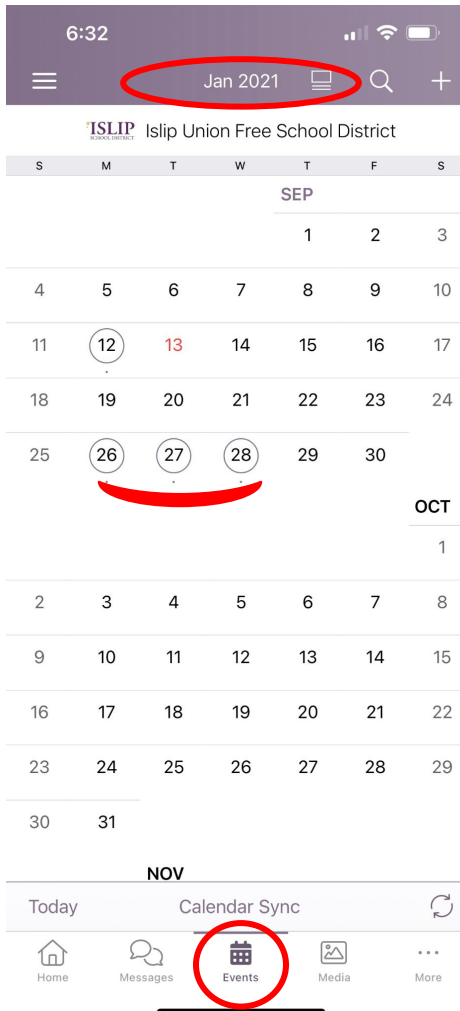 6:32
Jan 2021
ISLIP
SCHOOL DISTRICT
Islip Union Free School District
S M T W T F S
SEP
1 2 3
4 5 6 7 8 9 10
11 12 13 14 15 16 17
18 19 20 21 22 23 24
25 26 27 28 29 30
OCT
1
2 3 4 5 6 7 8
9 10 11 12 13 14 15
16 17 18 19 20 21 22
23 24 25 26 27 28 29
30 31
NOV
Today Calendar Sync
Home Messages Events Media More